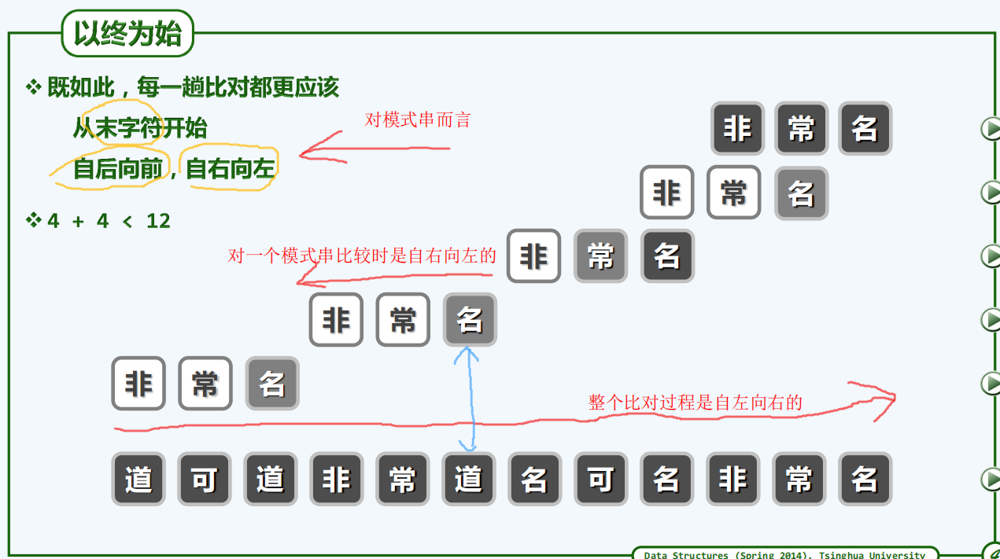 以终为始
既如此，每一趟比对都更应该
从末字符开始
自后向前，自右向左
4 + 4 < 12
对模式串而言
非 常 名
非 常 名
对一个模式串比较时是自右向左的
非 常 名
非 常 名
非 常 名
整个比对过程是自左向右的
道 可 道 非 常 道 名 可 名 非 常 名
Data Structures (Spring 2014), Tsinghua University